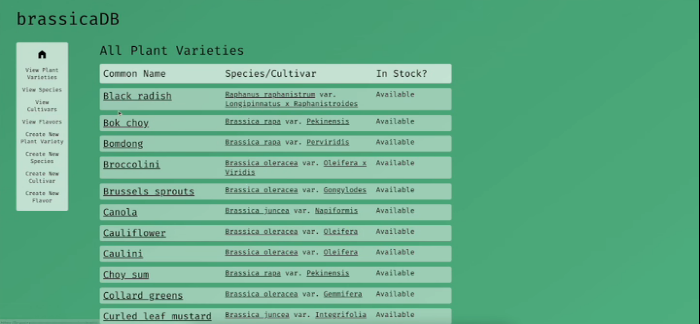 brassicaDB
View Plant
Varieties
View Species
View
Cultivars
View Flavors
Create New
Plant Variety
Create New
Species
Create New
Cultivar
Create New
Flavor
All Plant Varieties
Common Name Species/Cultivar In Stock?
Black radish Raphanus raphanistrum var. Available
Longipinnatus x Raphanistroides
Bok choy Brassica rapa var. Pekinensis Available
Bomdong Brassica rapa var. Perviridis Available
Broccolini Brassica oleracea var. Oleifera x Available
Viridis
Brussels sprouts Brassica oleracea var. Gongylodes Available
Canola Brassica juncea var. Napiformis Available
Cauliflower Brassica oleracea var. Oleifera Available
Caulini Brassica oleracea var. Oleifera Available
Choy sum Brassica rapa var. Pekinensis Available
Collard greens Brassica oleracea var. Gemmifera Available
Curled leaf mustard Brassica juncea var. Integrifolia Available